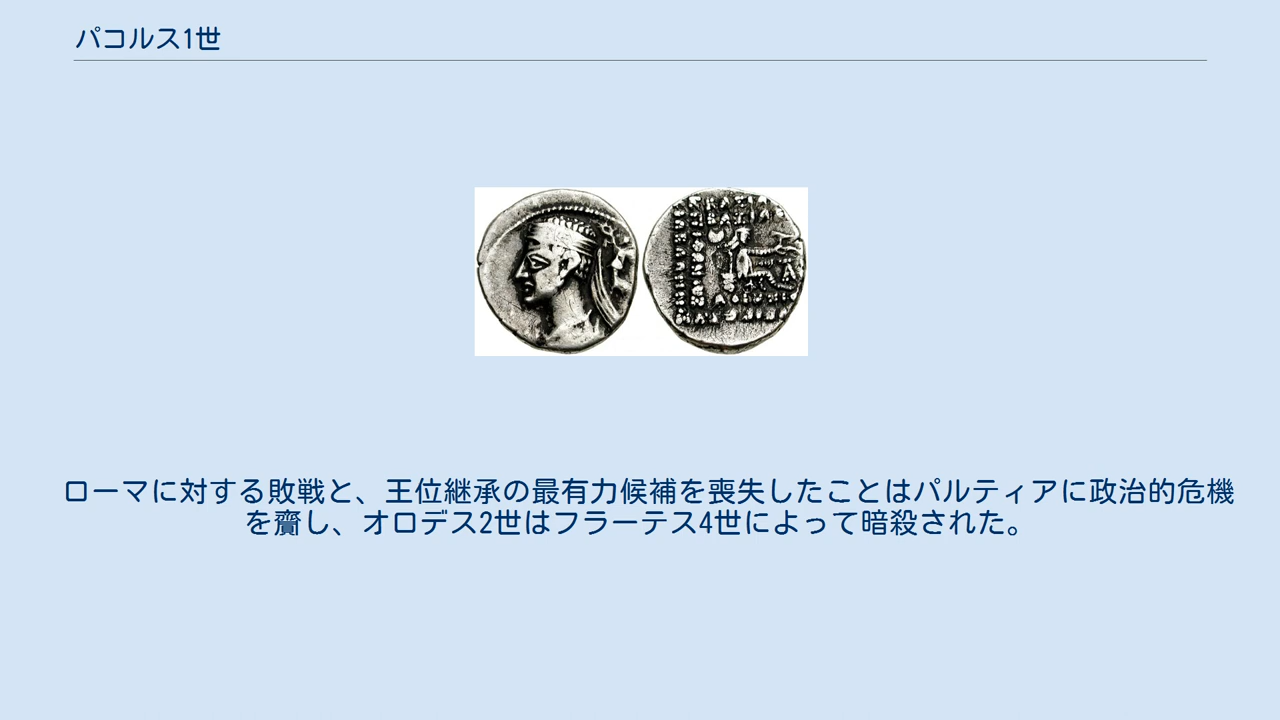 パコルス1世
ローマに対する敗戦と、王位継承の最有力候補を喪失したことはパルティアに政治的危機
を齎し、オロデス2世はフラーテス4世によって暗殺された。